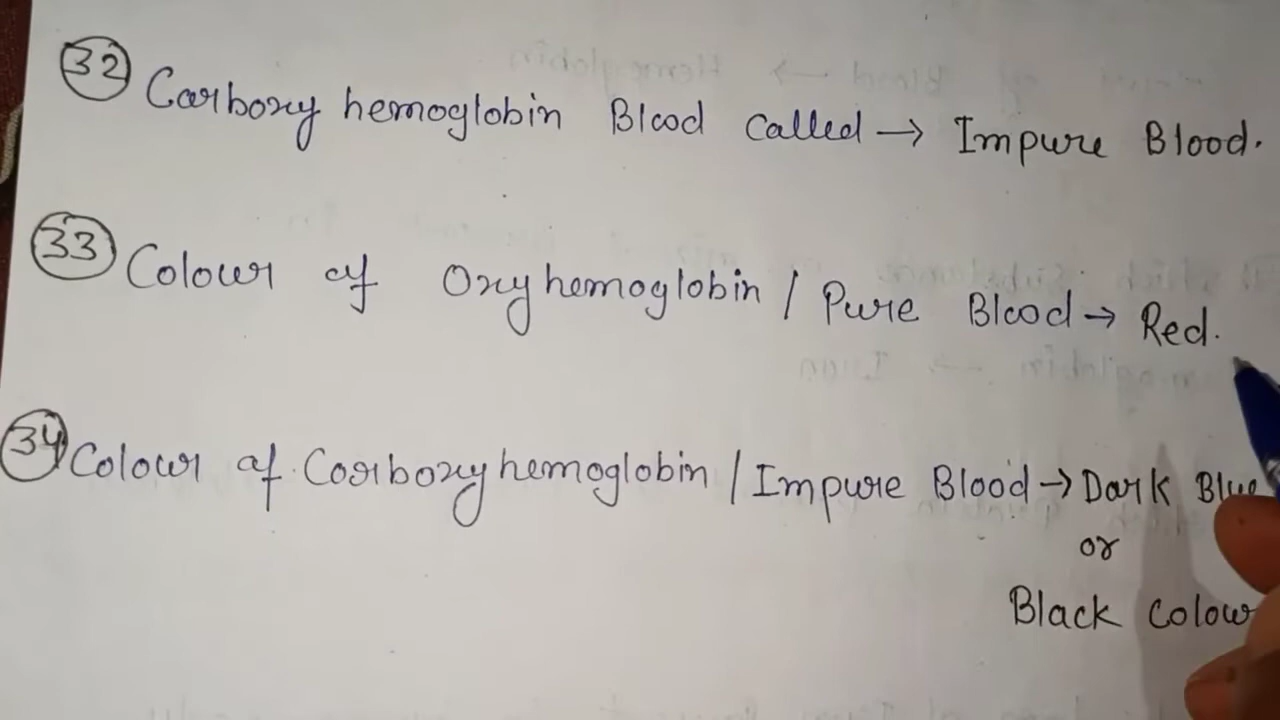 32 Carboxy hemoglobin Blood called → Impure Blood.
33 Colour of Oxyhemoglobin / Pure Blood → Red.
34 Colour of Carboxyhemoglobin / Impure Blood → Dark Blue
or
Black Colour